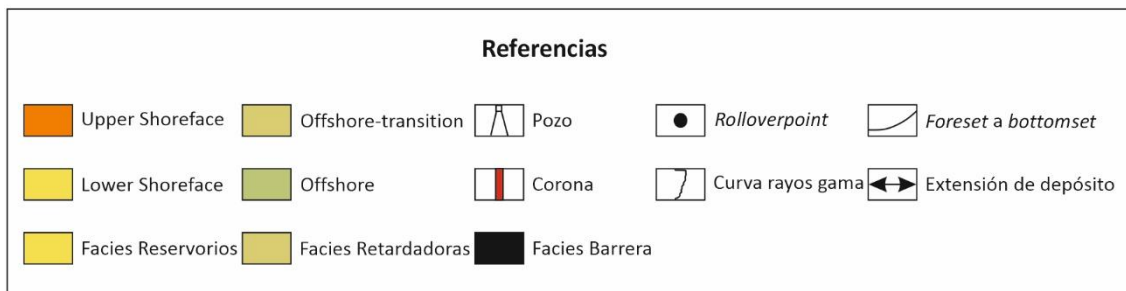 Referencias
Upper Shoreface Offshore-transition Pozo Rolloverpoint Foreset a bottomset
Lower Shoreface Offshore Corona Curva rayos gama Extensión de depósito
Facies Reservorios Facies Retardadoras Facies Barrera